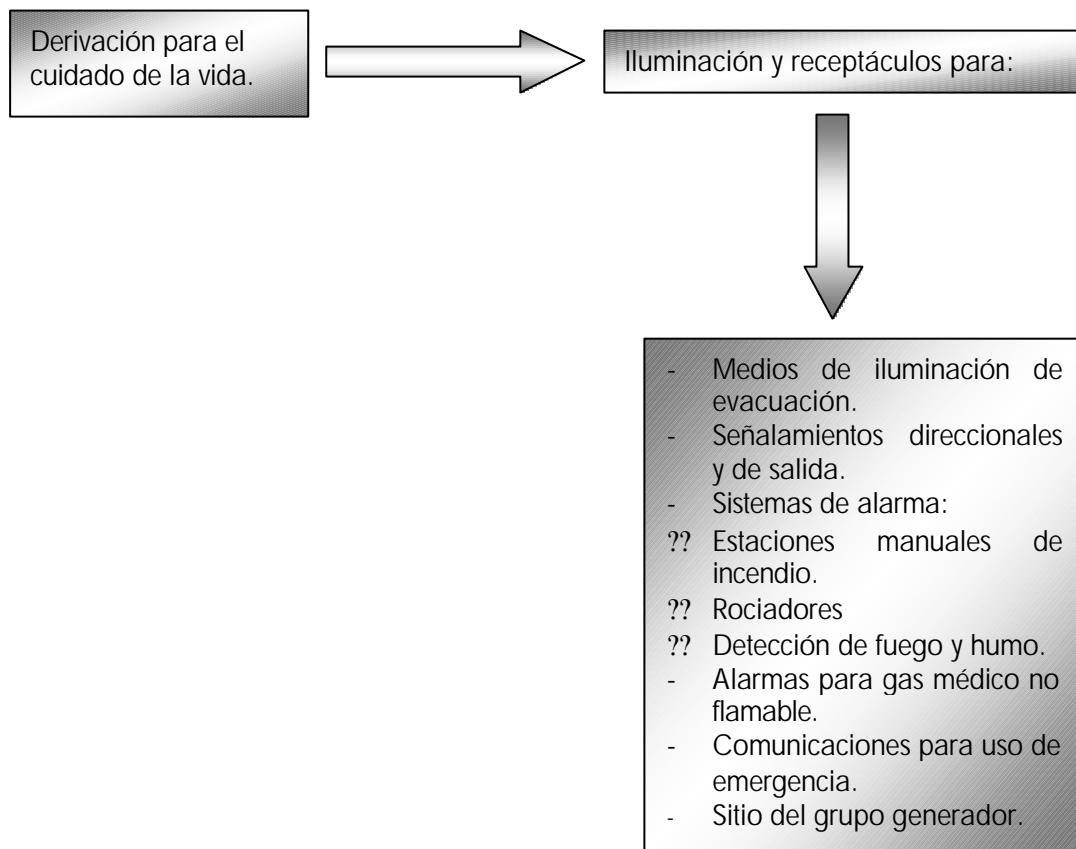 Derivación para el
cuidado de la vida.
Iluminación y receptáculos para:
- Medios de iluminación de
evacuación.
- Señalamientos direccionales
y de salida.
- Sistemas de alarma:
?? Estaciones manuales de
incendio.
?? Rociadores
?? Detección de fuego y humo.
- Alarmas para gas médico no
flamable.
- Comunicaciones para uso de
emergencia.
- Sitio del grupo generador.